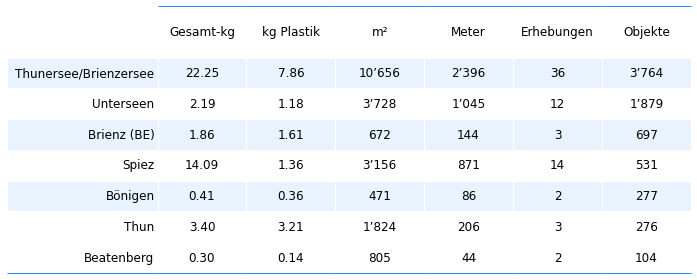 Gesamt-kg kg Plastik m² Meter Erhebungen Objekte
Thunersee/Brienzersee 22.25 7.86 10’656 2’396 36 3’764
Unterseen 2.19 1.18 3’728 1’045 12 1’879
Brienz (BE) 1.86 1.61 672 144 3 697
Spiez 14.09 1.36 3’156 871 14 531
Bönigen 0.41 0.36 471 86 2 277
Thun 3.40 3.21 1’824 206 3 276
Beatenberg 0.30 0.14 805 44 2 104